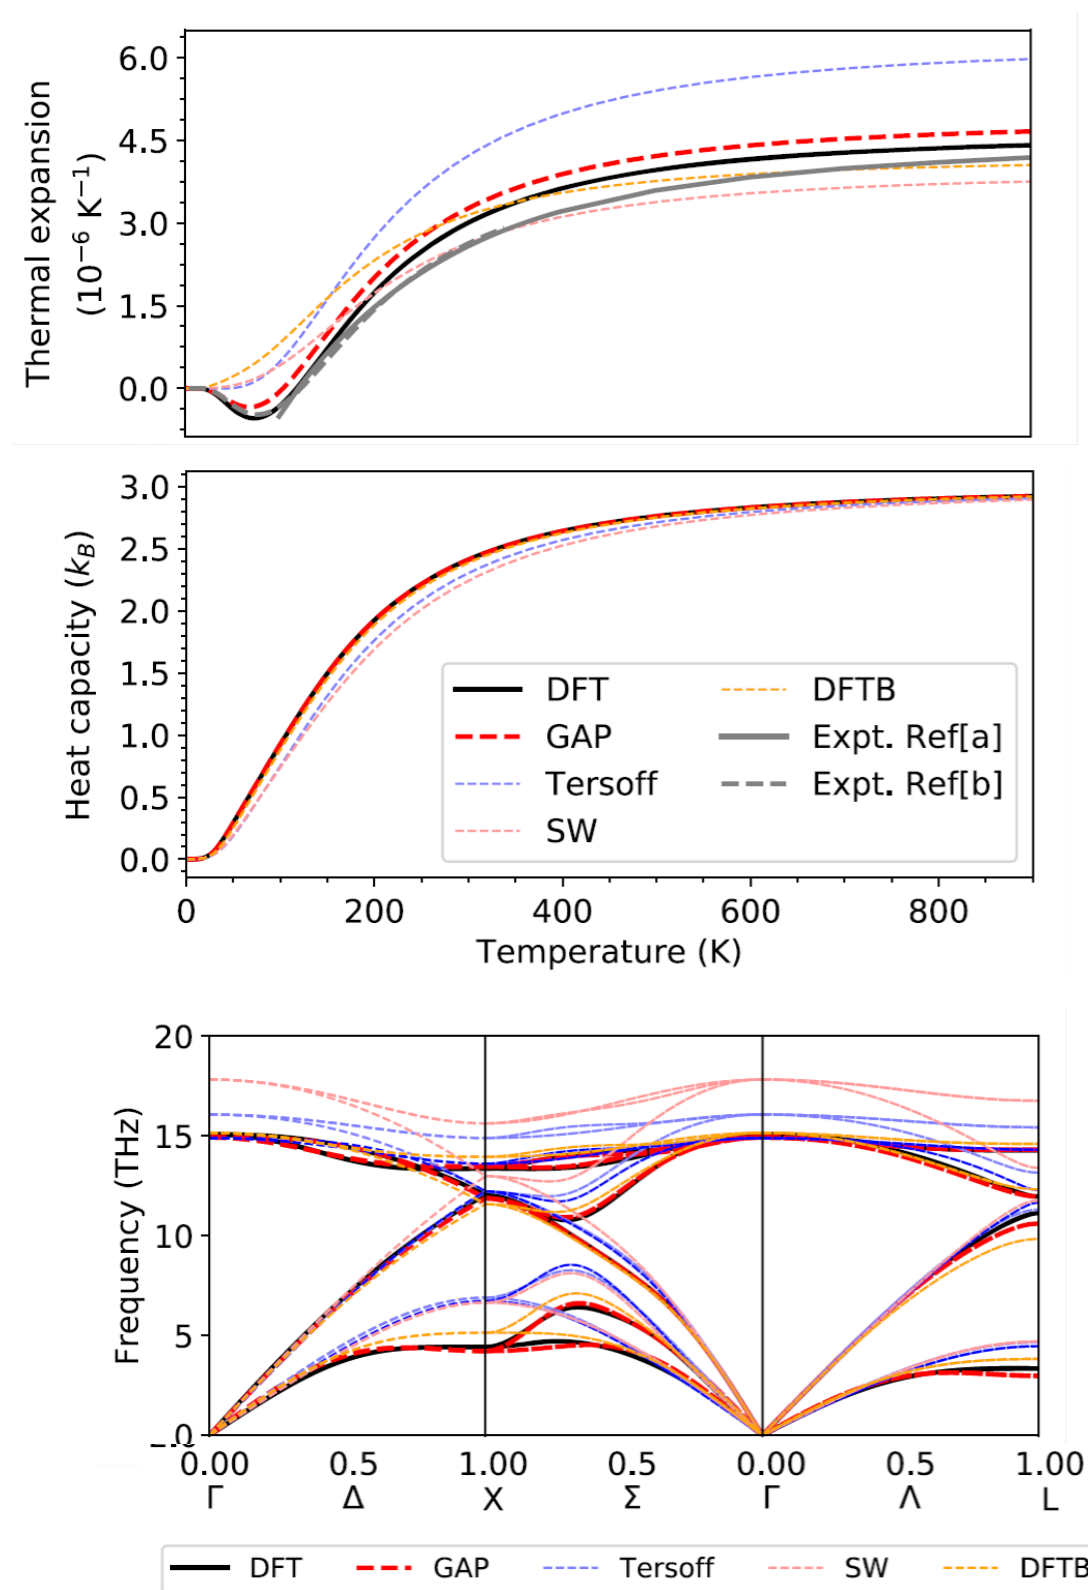 Thermal expansion
(10⁻⁶ K⁻¹)
6.0
4.5
3.0
1.5
0.0
Heat capacity (k_B)
3.0
2.5
2.0
1.5
1.0
0.5
0.0
DFT
GAP
Tersoff
SW
DFTB
Expt. Ref[a]
Expt. Ref[b]
0 200 400 600 800
Temperature (K)
Frequency (THz)
20
15
10
5
0
0.00 0.5 1.00 0.5 0.00 0.5 1.00
Γ Δ X Σ Γ Λ L
DFT GAP Tersoff SW DFTB